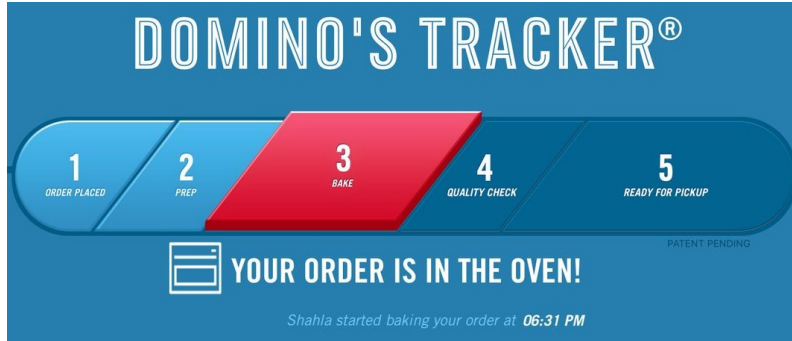 DOMINO'S TRACKER®
1
ORDER PLACED
2
PREP
3
BAKE
4
QUALITY CHECK
5
READY FOR PICKUP
PATENT PENDING
YOUR ORDER IS IN THE OVEN!
Shahla started baking your order at 06:31 PM